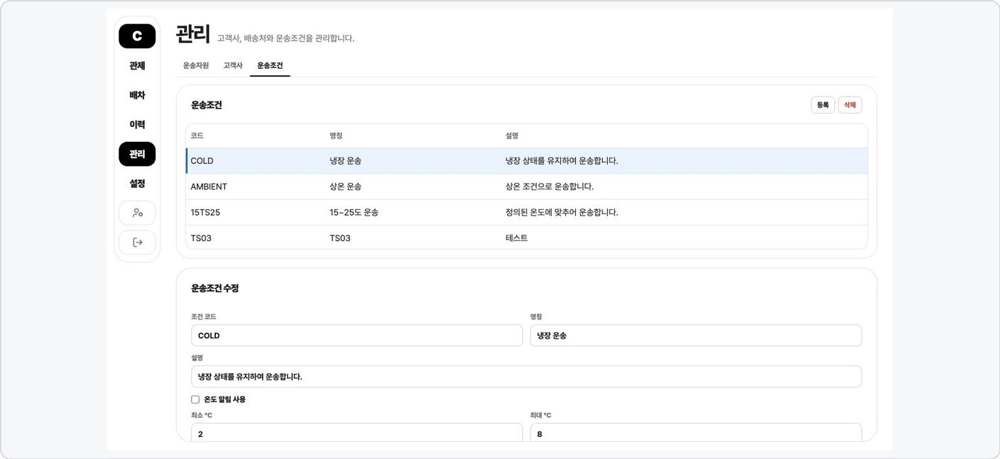 C
관제
배차
이력
관리
설정
관리 고객사, 배송처와 운송조건을 관리합니다.
운송자원 고객사 운송조건
운송조건 등록 삭제
코드 명칭 설명
COLD 냉장 운송 냉장 상태를 유지하여 운송합니다.
AMBIENT 상온 운송 상온 조건으로 운송합니다.
15TS25 15~25도 운송 정의된 온도에 맞추어 운송합니다.
TS03 TS03 테스트
운송조건 수정
조건 코드 명칭
COLD 냉장 운송
설명
냉장 상태를 유지하여 운송합니다.
온도 알림 사용
최소 °C 최대 °C
2 8